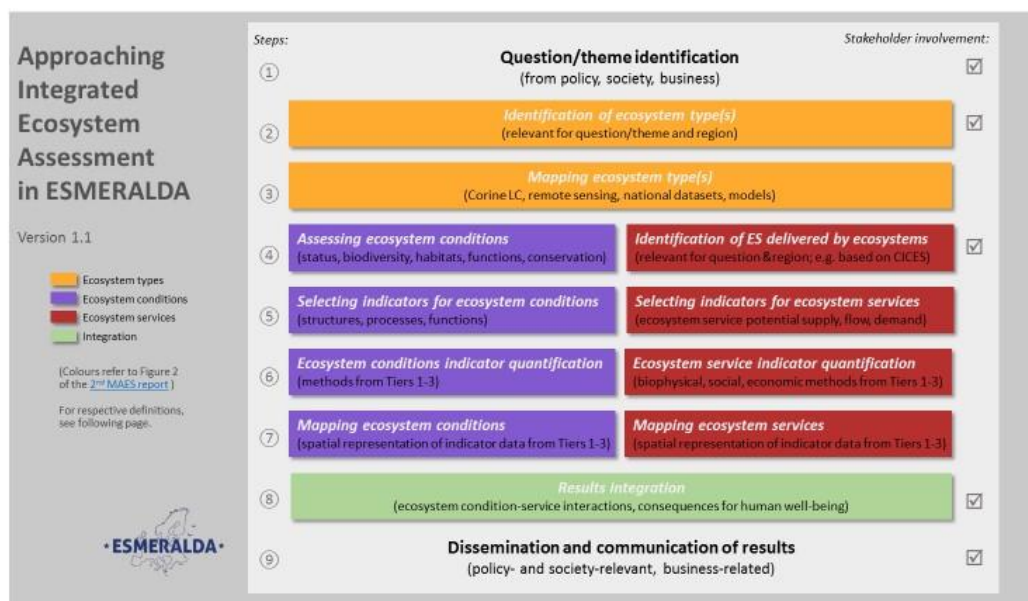 Approaching
Integrated
Ecosystem
Assessment
in ESMERALDA
Version 1.1
Ecosystem types
Ecosystem conditions
Ecosystem services
Integration
(Colours refer to Figure 2
of the 2nd MAES report )
For respective definitions,
see following page.
·ESMERALDA·
Steps:
Stakeholder involvement:
① Question/theme identification ☑
(from policy, society, business)
② Identification of ecosystem type(s) ☑
(relevant for question/theme and region)
③ Mapping ecosystem type(s)
(Corine LC, remote sensing, national datasets, models)
④ Assessing ecosystem conditions
(status, biodiversity, habitats, functions, conservation)
Identification of ES delivered by ecosystems ☑
(relevant for question &region; e.g. based on CICES)
⑤ Selecting indicators for ecosystem conditions
(structures, processes, functions)
Selecting indicators for ecosystem services
(ecosystem service potential supply, flow, demand)
⑥ Ecosystem conditions indicator quantification
(methods from Tiers 1-3)
Ecosystem service indicator quantification
(biophysical, social, economic methods from Tiers 1-3)
⑦ Mapping ecosystem conditions
(spatial representation of indicator data from Tiers 1-3)
Mapping ecosystem services
(spatial representation of indicator data from Tiers 1-3)
⑧ Results integration ☑
(ecosystem condition-service interactions, consequences for human well-being)
⑨ Dissemination and communication of results ☑
(policy- and society-relevant, business-related)